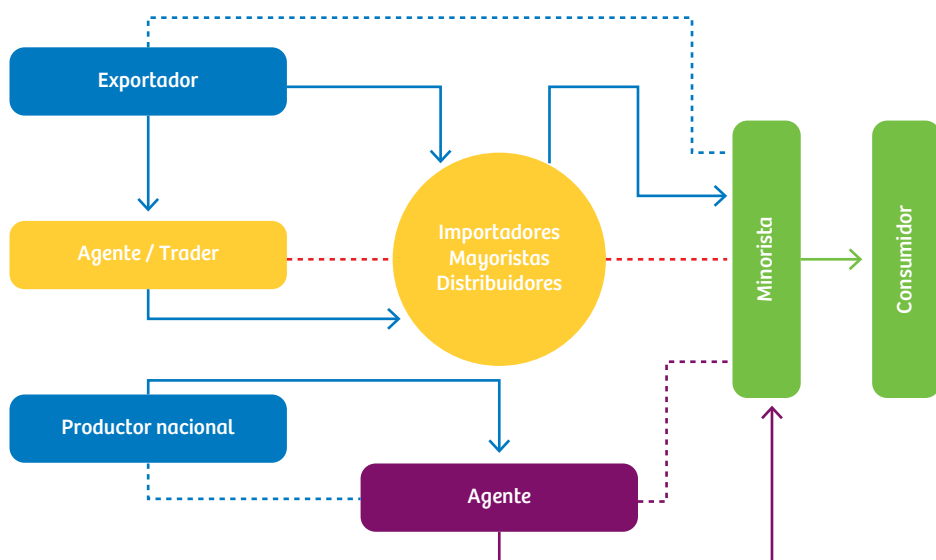 Exportador
Agente / Trader
Importadores
Mayoristas
Distribuidores
Minorista
Consumidor
Productor nacional
Agente